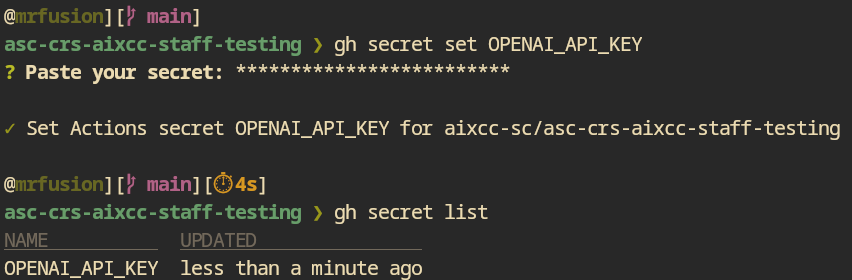 @mrfusion][ main]
asc-crs-aixcc-staff-testing ❯ gh secret set OPENAI_API_KEY
? Paste your secret: *************************
✓ Set Actions secret OPENAI_API_KEY for aixcc-sc/asc-crs-aixcc-staff-testing
@mrfusion][ main][⏱4s]
asc-crs-aixcc-staff-testing ❯ gh secret list
NAME UPDATED
OPENAI_API_KEY less than a minute ago